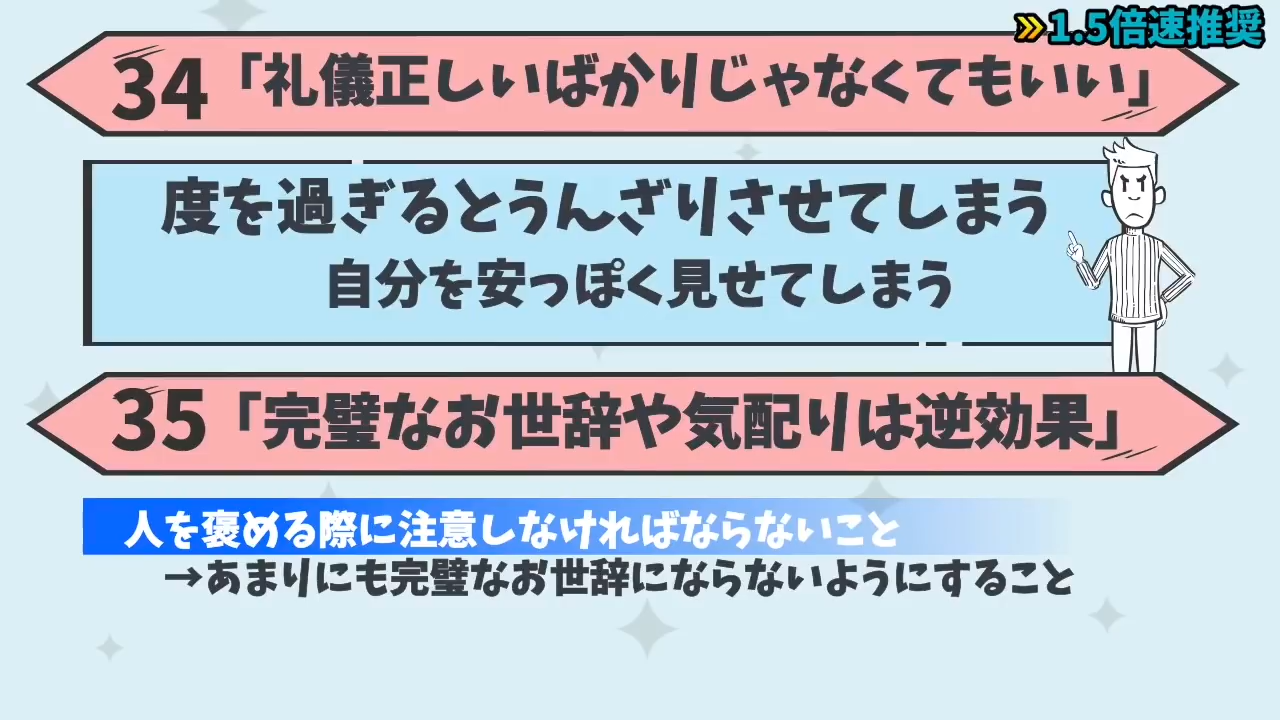 »1.5倍速推奨
34「礼儀正しいばかりじゃなくてもいい」
度を過ぎるとうんざりさせてしまう
自分を安っぽく見せてしまう
35「完璧なお世辞や気配りは逆効果」
人を褒める際に注意しなければならないこと
→あまりにも完璧なお世辞にならないようにすること